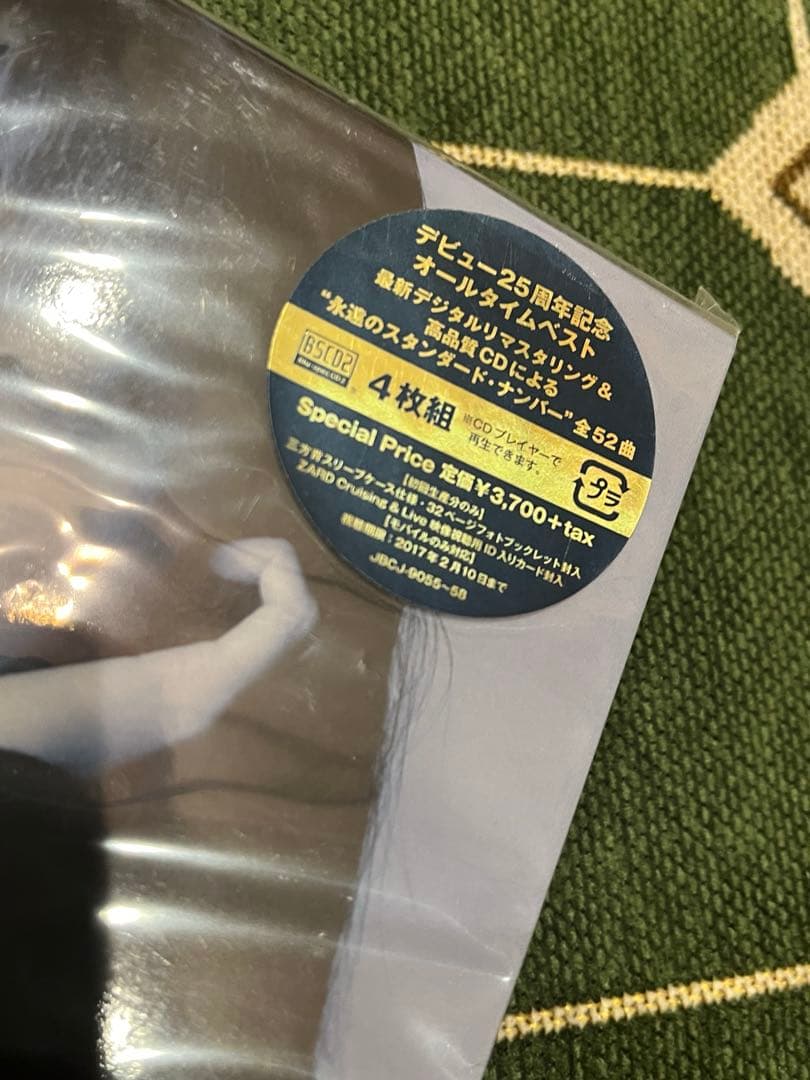 デビュー25周年記念
オールタイムベスト
最新デジタルリマスタリング&
高品質CDによる
“永遠のスタンダード・ナンバー”全52曲
BSCD2
Blu-spec CD2
4枚組
※CDプレイヤーで
再生できます。
プラ
Special Price 定価¥3,700+tax
[初回生産分のみ]
三方背スリーブケース仕様・32ページフォトブックレット封入
ZARD Cruising & Live 映像視聴用ID入りカード封入
[モバイルのみ対応]
視聴期限：2017年2月10日まで
JBCJ-9055~58